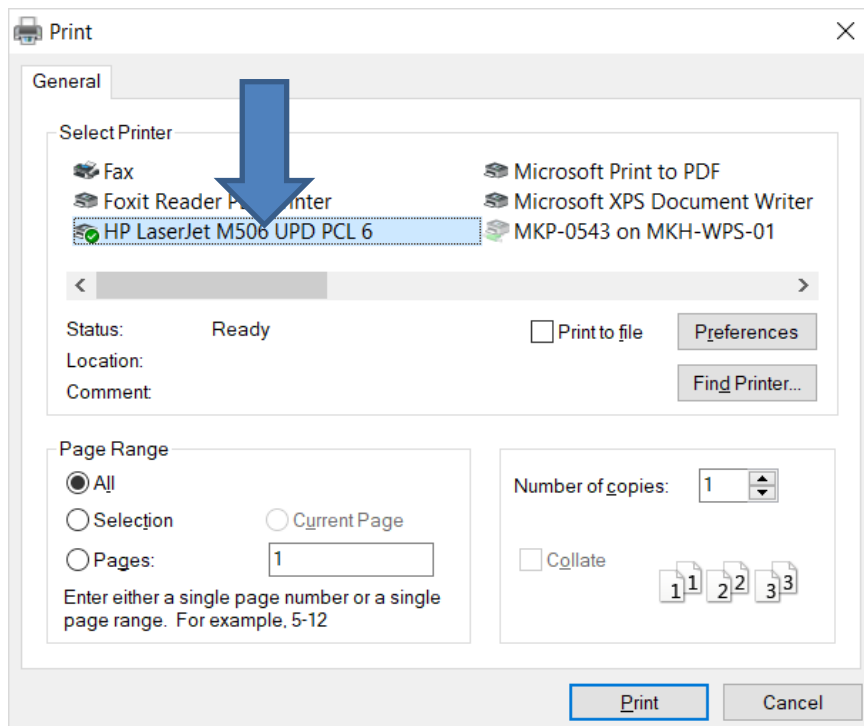 Print
General
Select Printer
Fax
Microsoft Print to PDF
Foxit Reader inter
Microsoft XPS Document Writer
HP LaserJet M506 UPD PCL 6
MKP-0543 on MKH-WPS-01
Status: Ready
Print to file
Preferences
Location:
Comment:
Find Printer...
Page Range
All
Number of copies: 1
Selection
Current Page
Pages: 1
Collate
1 1 2 2 3 3
Enter either a single page number or a single
page range. For example, 5-12
Print
Cancel